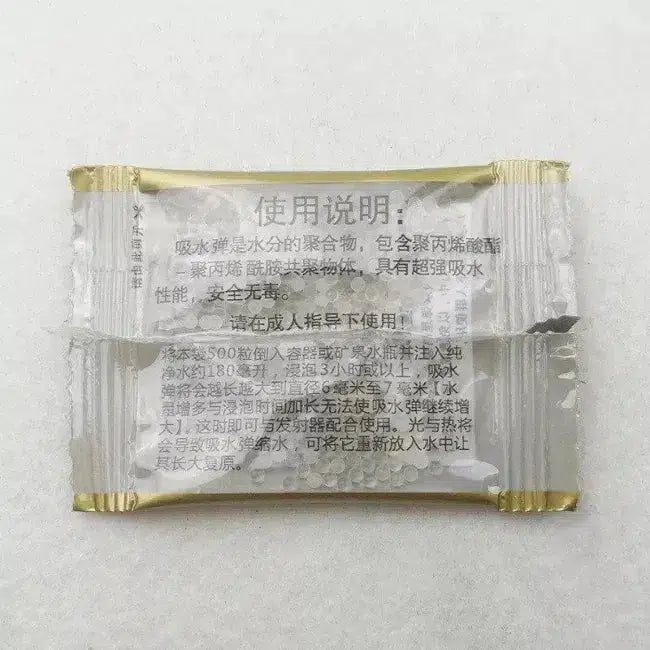 使用说明:
吸水弹是水分的聚合物，包含聚丙烯酸酯
–聚丙烯酰胺共聚物体，具有超强吸水
性能，安全无毒。
请在成人指导下使用！
将本袋500粒倒入容器或矿泉水瓶并注入纯
净水约180毫升，浸泡3小时或以上，吸水
弹将会越长越大到直径6毫米至7毫米【水
量增多与浸泡时间加长无法使吸水弹继续增
大】，这时即可与发射器配合使用。光与热将
会导致吸水弹缩水，可将它重新放入水中让
其长大复原。